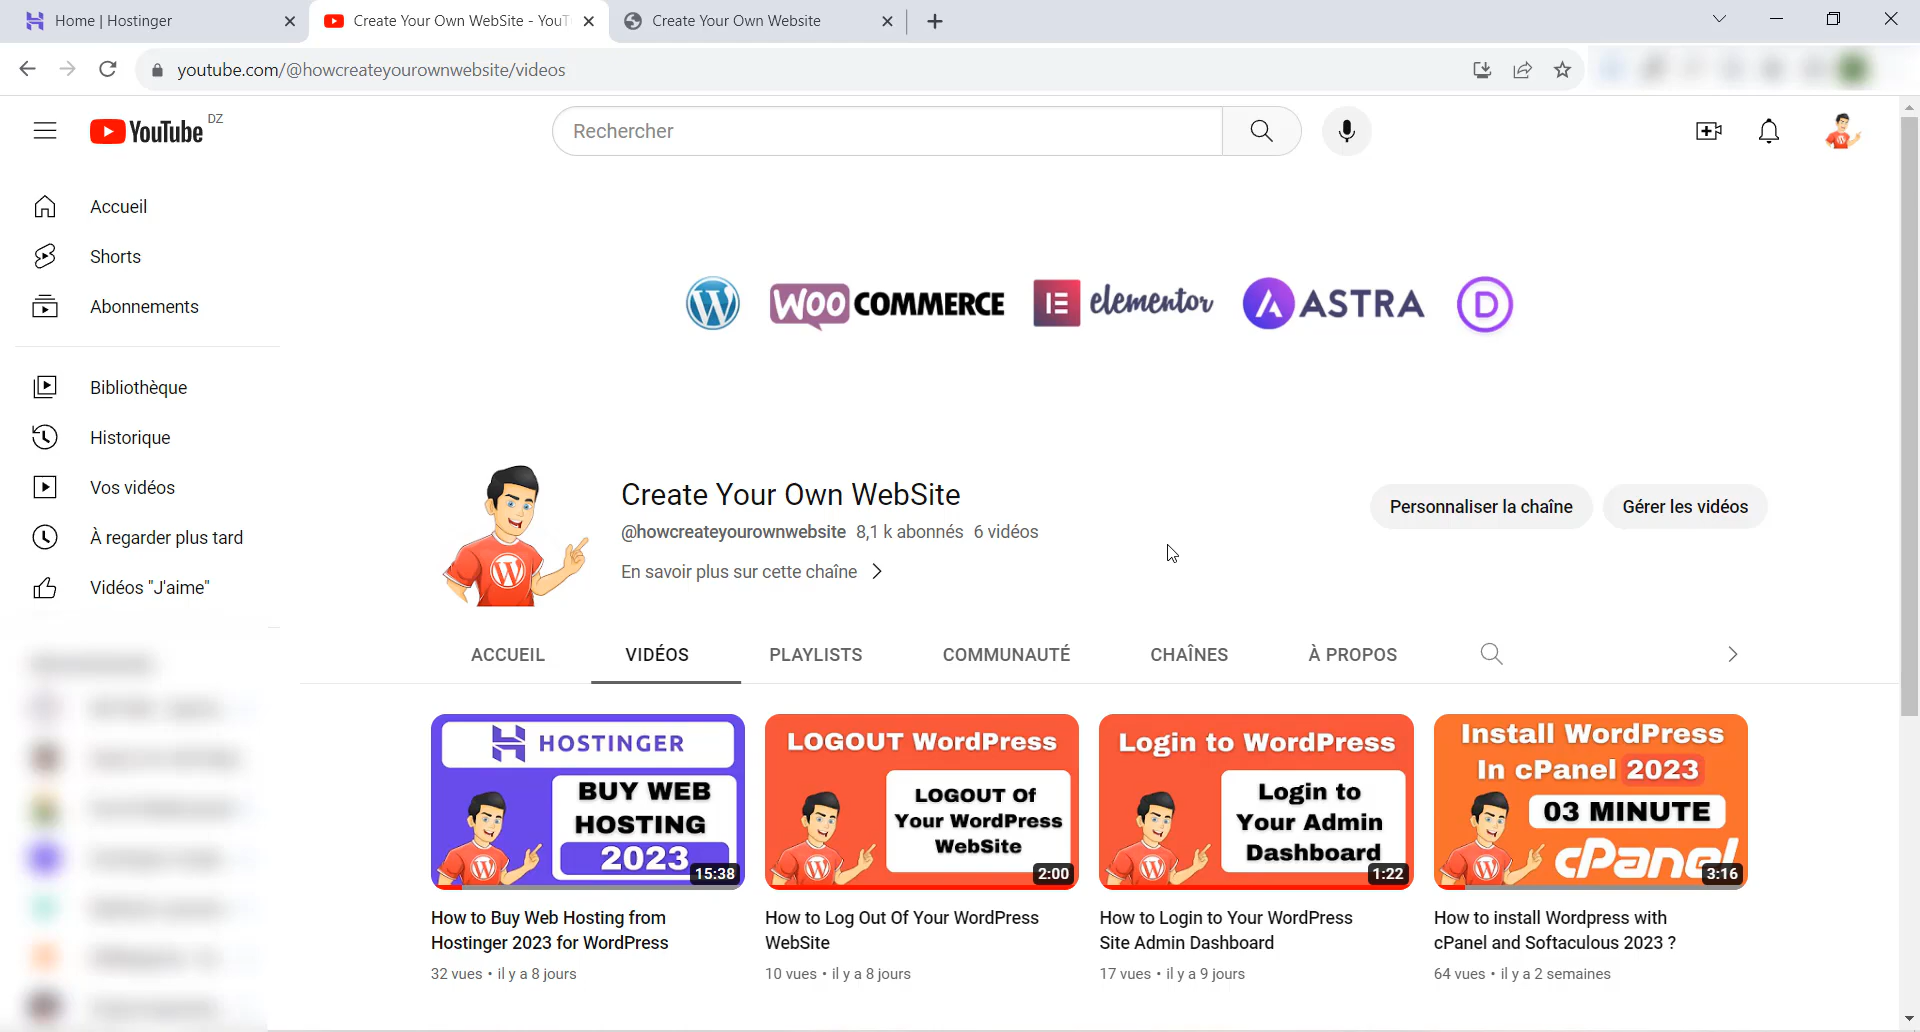 Home | Hostinger
Create Your Own WebSite - YouT
Create Your Own Website
youtube.com/@howcreateyourownwebsite/videos
YouTube DZ
Rechercher
Accueil
Shorts
Abonnements
Bibliothèque
Historique
Vos vidéos
À regarder plus tard
Vidéos "J'aime"
WOO COMMERCE
elementor
ASTRA
D
Create Your Own WebSite
@howcreateyourownwebsite 8,1 k abonnés 6 vidéos
En savoir plus sur cette chaîne
Personnaliser la chaîne
Gérer les vidéos
ACCUEIL
VIDÉOS
PLAYLISTS
COMMUNAUTÉ
CHAÎNES
À PROPOS
HOSTINGER
BUY WEB
HOSTING
2023
15:38
How to Buy Web Hosting from
Hostinger 2023 for WordPress
32 vues • il y a 8 jours
LOGOUT WordPress
LOGOUT Of
Your WordPress
WebSite
2:00
How to Log Out Of Your WordPress
WebSite
10 vues • il y a 8 jours
Login to WordPress
Login to
Your Admin
Dashboard
1:22
How to Login to Your WordPress
Site Admin Dashboard
17 vues • il y a 9 jours
Install WordPress
In cPanel 2023
03 MINUTE
cPanel
3:16
How to install Wordpress with
cPanel and Softaculous 2023 ?
64 vues • il y a 2 semaines